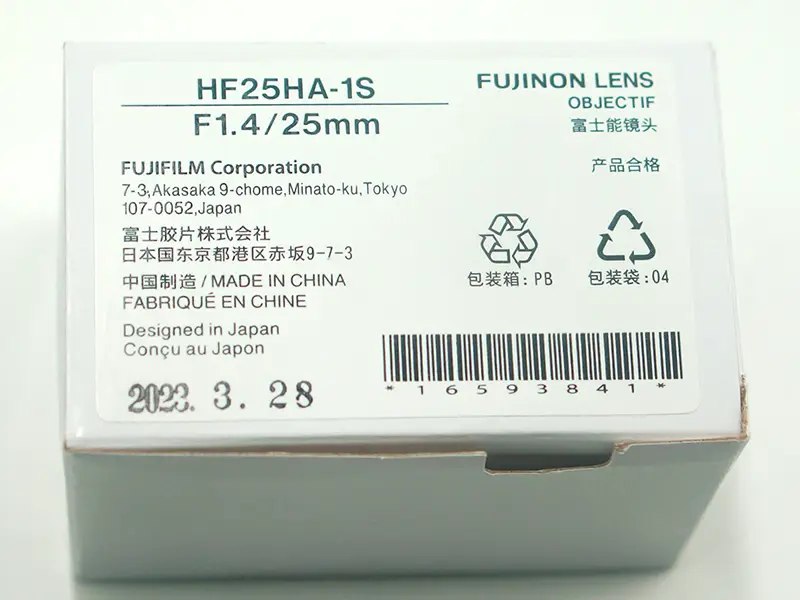 HF25HA-1S
F1.4/25mm
FUJINON LENS
OBJECTIF
富士能镜头
产品合格
FUJIFILM Corporation
7-3,Akasaka 9-chome,Minato-ku,Tokyo
107-0052,Japan
富士胶片株式会社
日本国东京都港区赤坂9-7-3
中国制造 / MADE IN CHINA
FABRIQUÉ EN CHINE
Designed in Japan
Conçu au Japon
2023. 3. 28
包装箱: PB
包装袋: 04
*16593841*